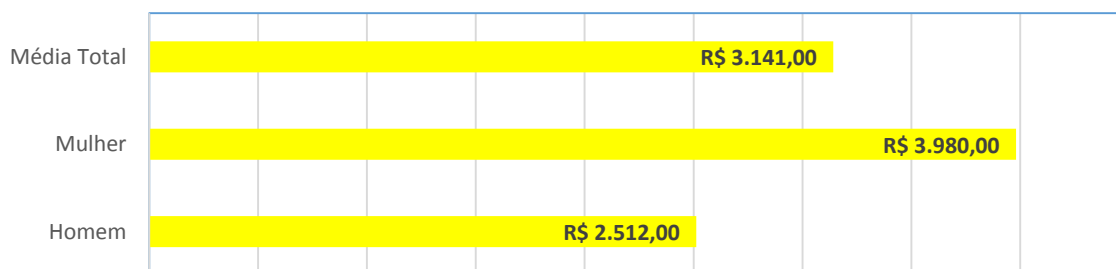 Média Total
R$ 3.141,00
Mulher
R$ 3.980,00
Homem
R$ 2.512,00